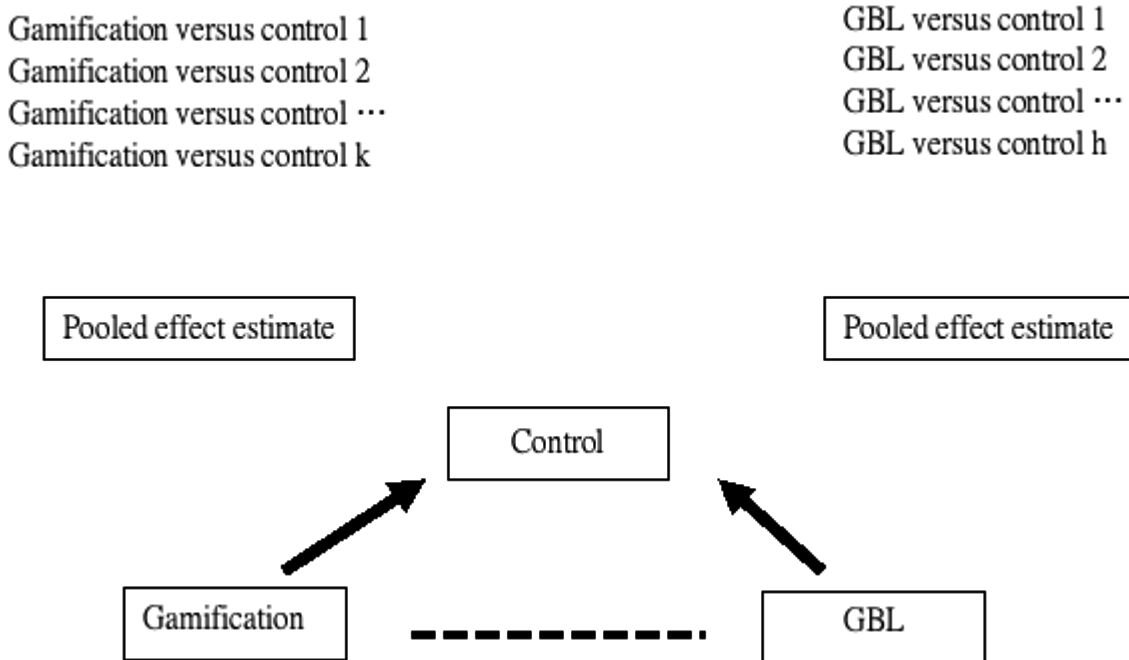 Gamification versus control 1
Gamification versus control 2
Gamification versus control ⋯
Gamification versus control k
GBL versus control 1
GBL versus control 2
GBL versus control ⋯
GBL versus control h
Pooled effect estimate
Pooled effect estimate
Control
Gamification
GBL